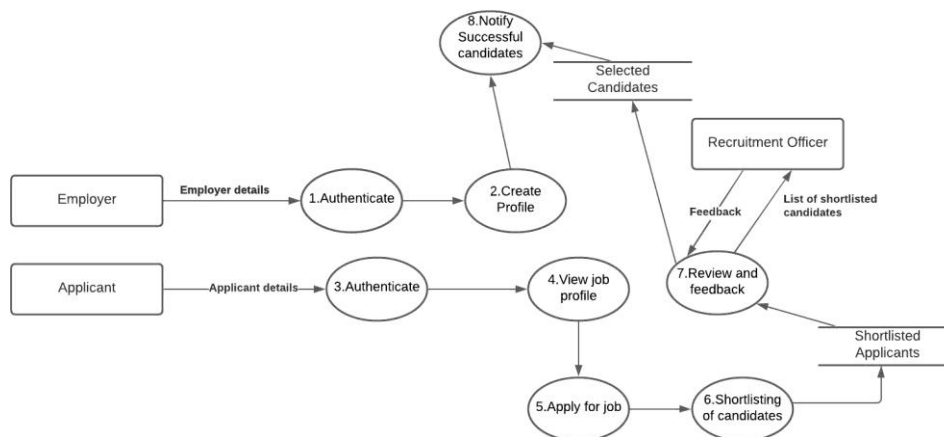 8.Notify
Successful
candidates
Selected
Candidates
Recruitment Officer
Employer
Employer details
1.Authenticate
2.Create
Profile
Feedback
List of shortlisted
candidates
Applicant
Applicant details
3.Authenticate
4.View job
profile
7.Review and
feedback
Shortlisted
Applicants
5.Apply for job
6.Shortlisting
of candidates